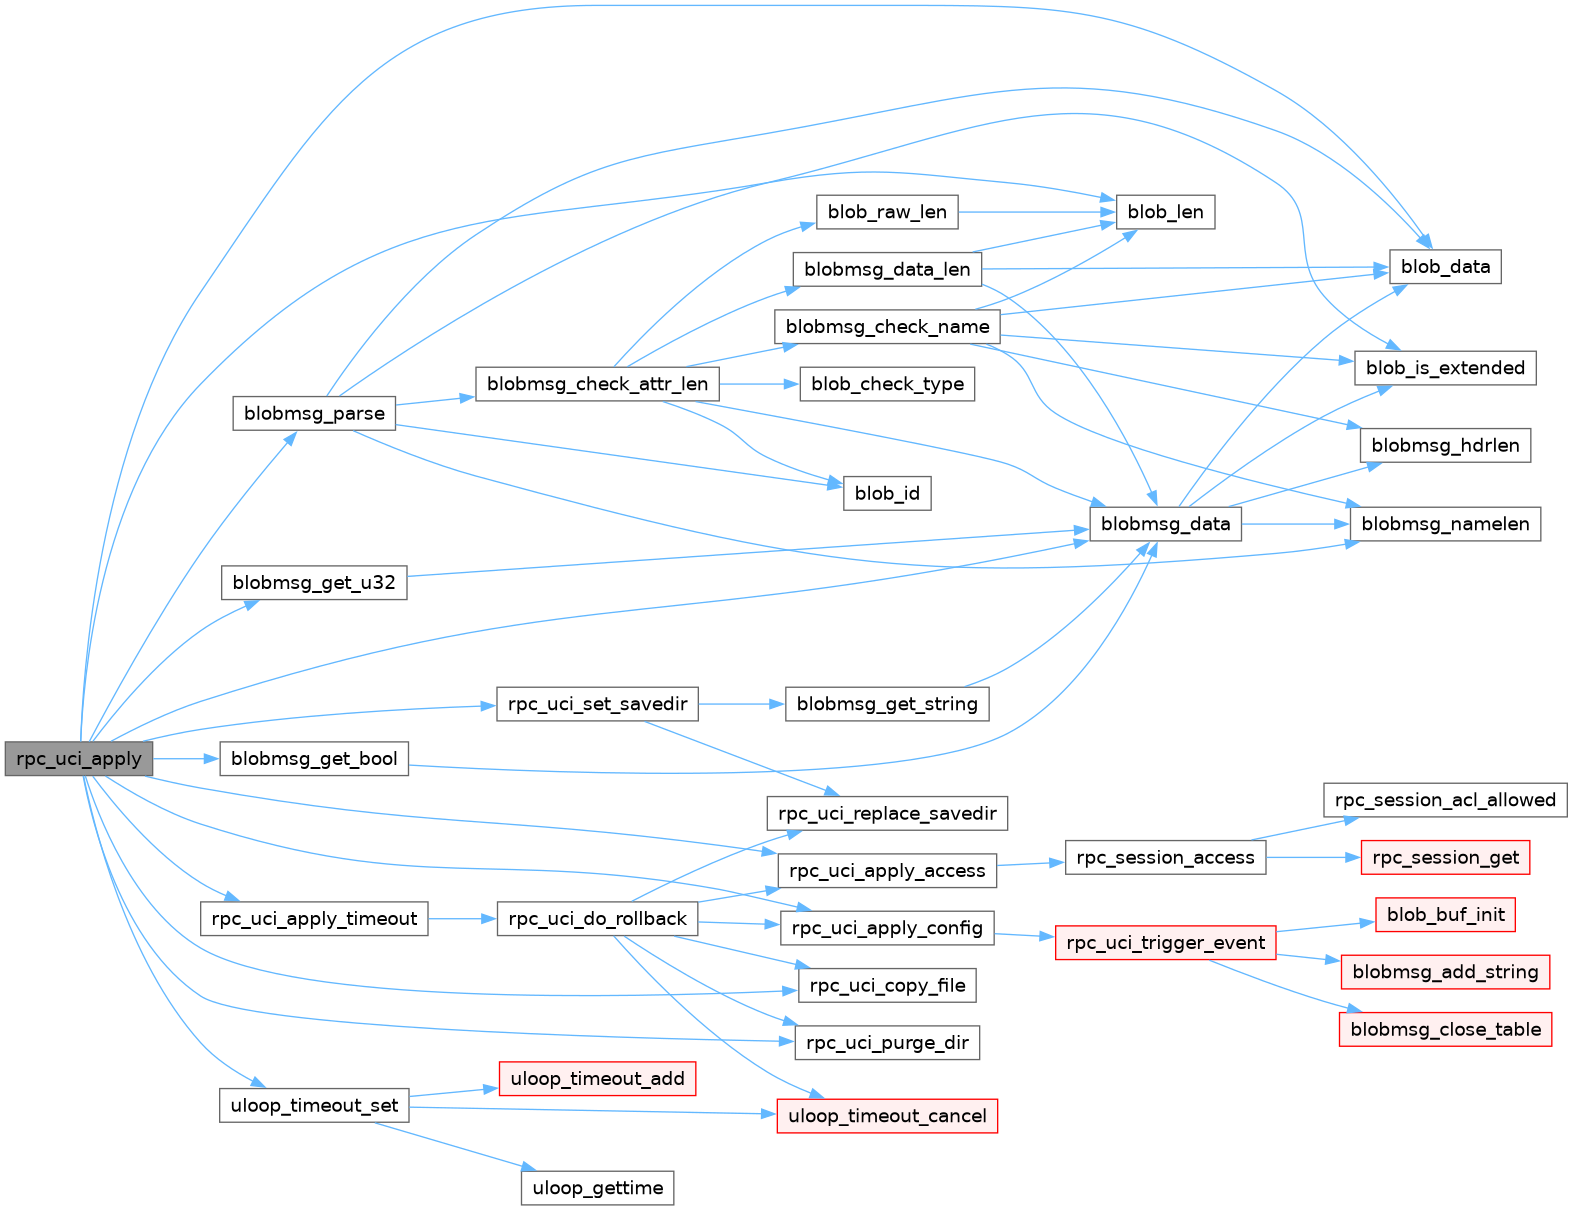 blob_raw_len
blob_len
blobmsg_data_len
blob_data
blobmsg_check_name
blob_is_extended
blobmsg_check_attr_len
blob_check_type
blobmsg_parse
blobmsg_hdrlen
blob_id
blobmsg_data
blobmsg_namelen
blobmsg_get_u32
rpc_uci_set_savedir
blobmsg_get_string
rpc_uci_apply
blobmsg_get_bool
rpc_uci_replace_savedir
rpc_session_acl_allowed
rpc_session_access
rpc_session_get
rpc_uci_apply_access
rpc_uci_apply_timeout
rpc_uci_do_rollback
rpc_uci_apply_config
blob_buf_init
rpc_uci_trigger_event
blobmsg_add_string
rpc_uci_copy_file
blobmsg_close_table
rpc_uci_purge_dir
uloop_timeout_add
uloop_timeout_set
uloop_timeout_cancel
uloop_gettime